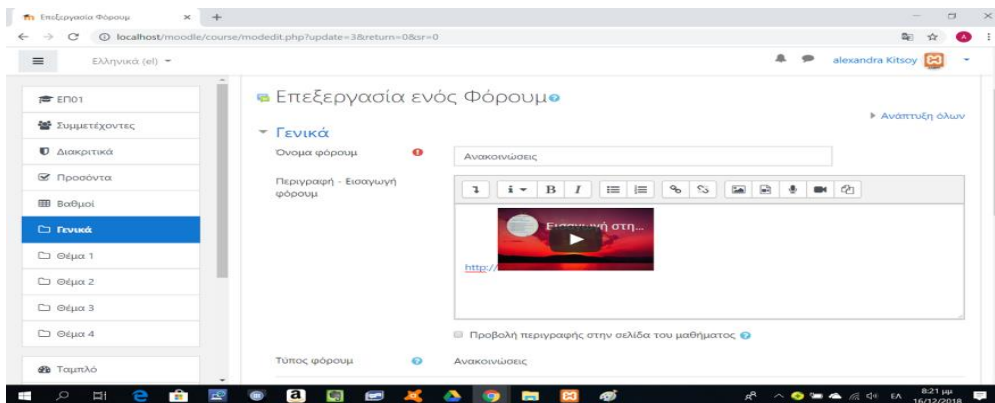 Επεξεργασία Φόρουμ
localhost/moodle/course/modedit.php?update=3&return=0&sr=0
A
Ελληνικά (el)
alexandra Kitsoy
ΕΠ01
Συμμετέχοντες
Διακριτικά
Προσόντα
Βαθμοί
Γενικά
Θέμα 1
Θέμα 2
Θέμα 3
Θέμα 4
Ταμπλό
Επεξεργασία ενός Φόρουμ
Ανάπτυξη όλων
Γενικά
Όνομα φόρουμ
Ανακοινώσεις
Περιγραφή - Εισαγωγή
φόρουμ
B I
Εισαγωγή στη...
http://
Προβολή περιγραφής στην σελίδα του μαθήματος
Τύπος φόρουμ
Ανακοινώσεις
ΕΛ
8:21 μμ
16/12/2018